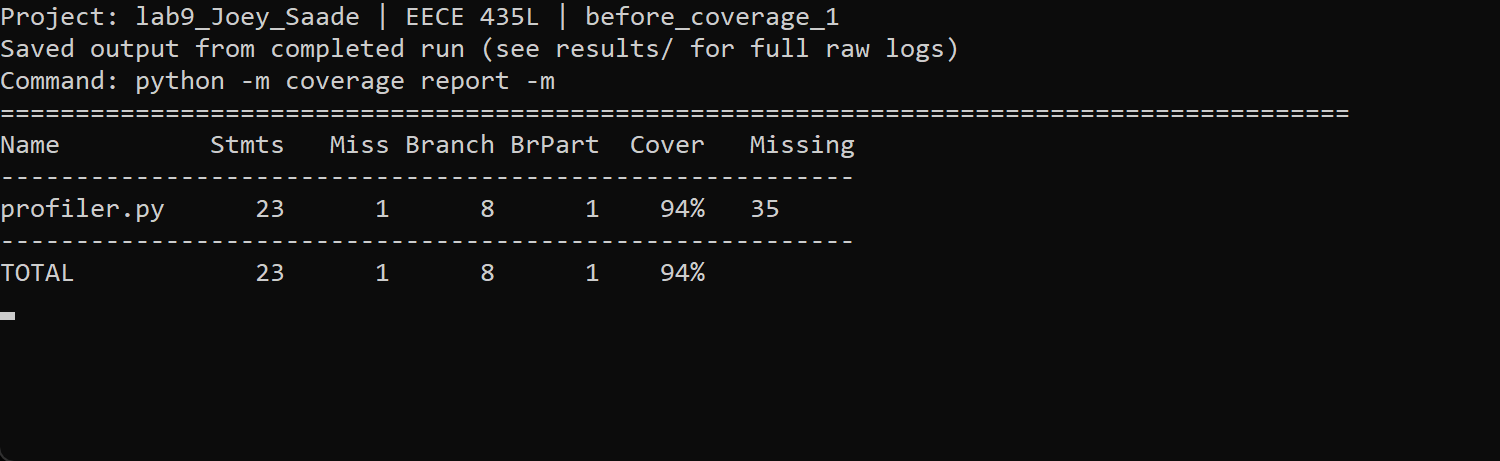 Project: lab9_Joey_Saade | EECE 435L | before_coverage_1
Saved output from completed run (see results/ for full raw logs)
Command: python -m coverage report -m
==========================================================================================
Name          Stmts   Miss Branch BrPart  Cover   Missing
---------------------------------------------------------
profiler.py      23      1      8      1    94%   35
---------------------------------------------------------
TOTAL            23      1      8      1    94%